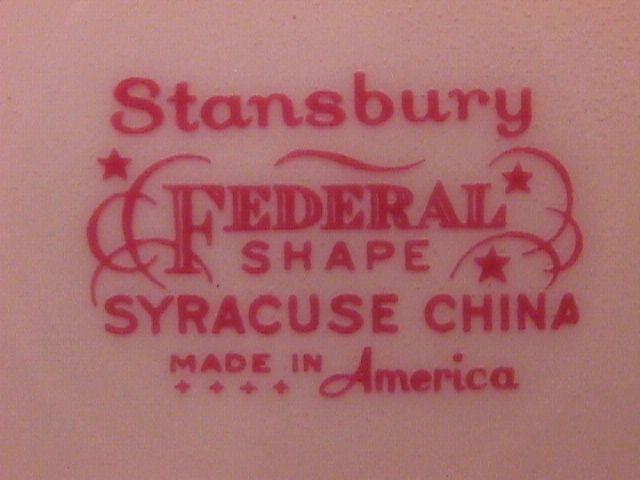 Stansbury
FEDERAL
SHAPE
SYRACUSE CHINA
MADE IN America